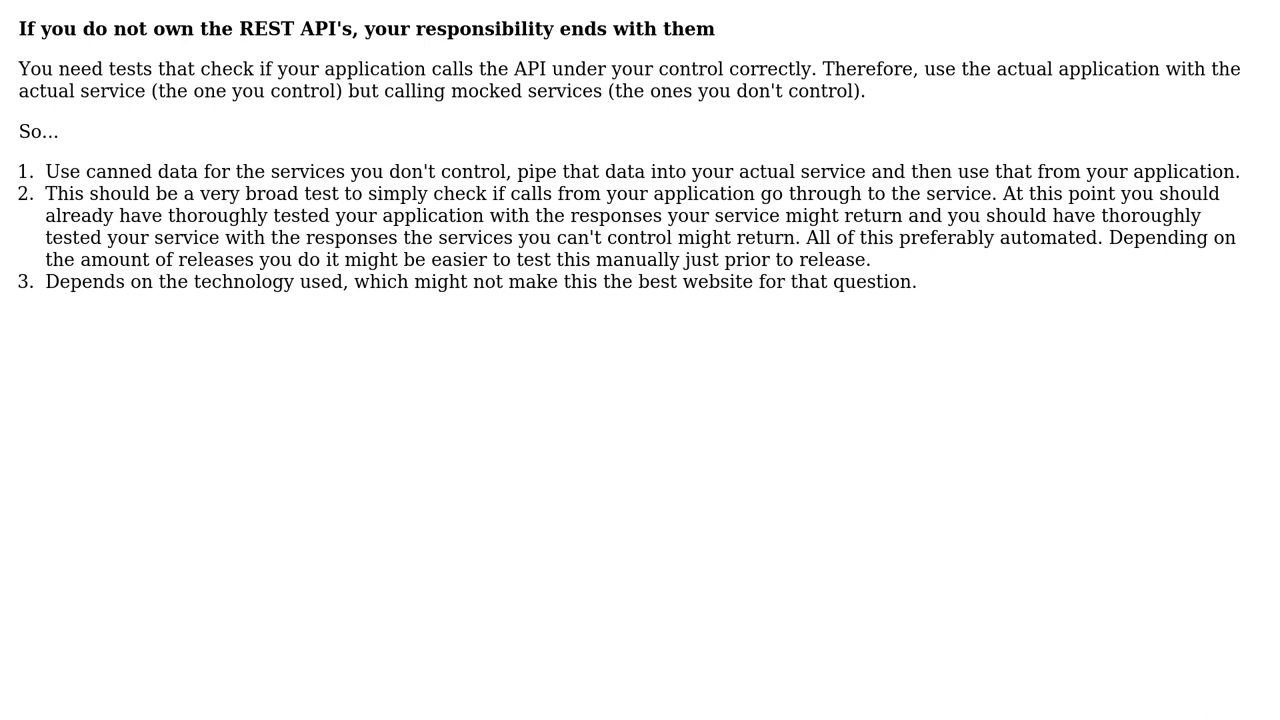 If you do not own the REST API's, your responsibility ends with them
You need tests that check if your application calls the API under your control correctly. Therefore, use the actual application with the
actual service (the one you control) but calling mocked services (the ones you don't control).
So...
1. Use canned data for the services you don't control, pipe that data into your actual service and then use that from your application.
2. This should be a very broad test to simply check if calls from your application go through to the service. At this point you should
already have thoroughly tested your application with the responses your service might return and you should have thoroughly
tested your service with the responses the services you can't control might return. All of this preferably automated. Depending on
the amount of releases you do it might be easier to test this manually just prior to release.
3. Depends on the technology used, which might not make this the best website for that question.